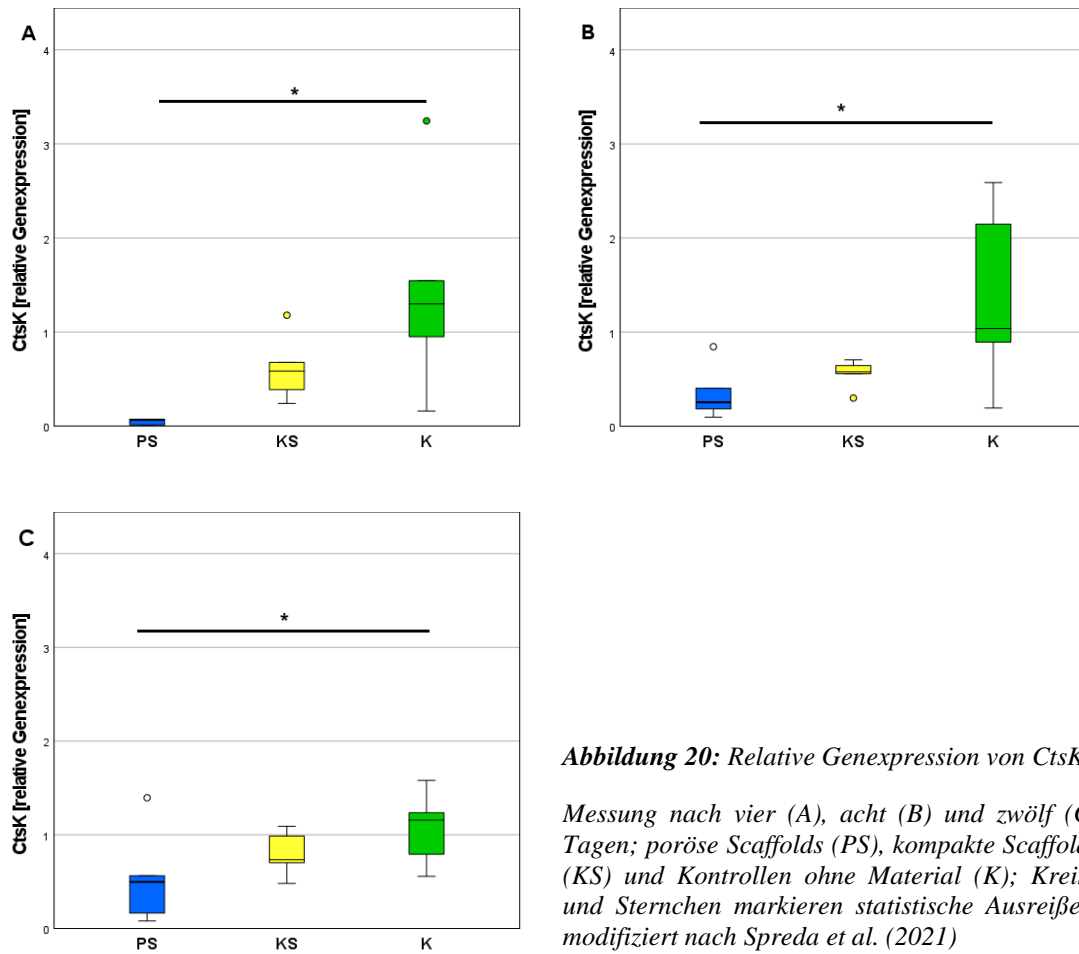 A
CtsK [relative Genexpression]
4
3
2
1
0
*
PS KS K
B
CtsK [relative Genexpression]
4
3
2
1
0
*
PS KS K
C
CtsK [relative Genexpression]
4
3
2
1
0
*
PS KS K
Abbildung 20: Relative Genexpression von CtsK
Messung nach vier (A), acht (B) und zwölf
Tagen; poröse Scaffolds (PS), kompakte
(KS) und Kontrollen ohne Material (K);
und Sternchen markieren statistische
modifiziert nach Spreda et al. (2021)